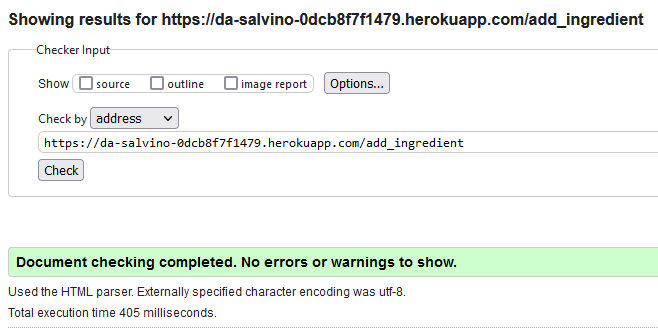 Showing results for https://da-salvino-0dcb8f7f1479.herokuapp.com/add_ingredient
Checker Input
Show source outline image report Options...
Check by address
https://da-salvino-0dcb8f7f1479.herokuapp.com/add_ingredient
Check
Document checking completed. No errors or warnings to show.
Used the HTML parser. Externally specified character encoding was utf-8.
Total execution time 405 milliseconds.